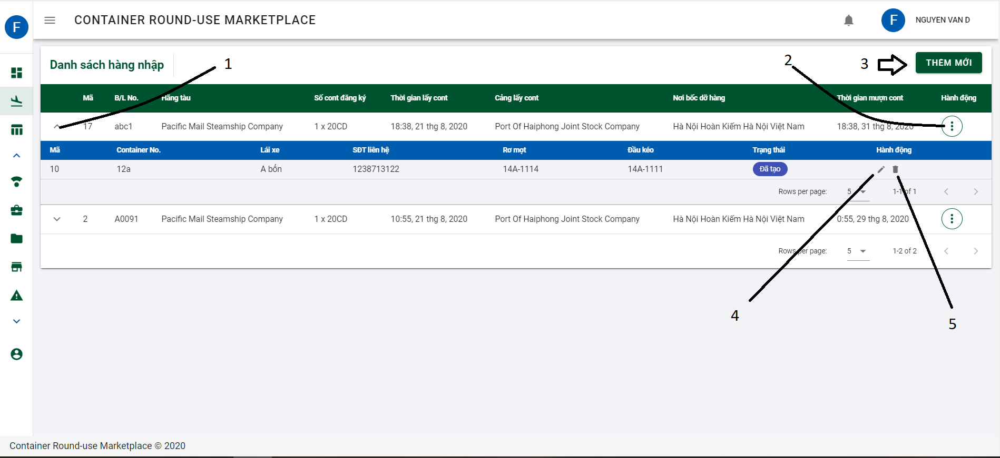 F
CONTAINER ROUND-USE MARKETPLACE
F
NGUYEN VAN D
Danh sách hàng nhập
1
2
3
THÊM MỚI
Mã B/L No. Hãng tàu Số cont đăng ký Thời gian lấy cont Cảng lấy cont Nơi bốc dỡ hàng Thời gian mượn cont Hành động
17 abc1 Pacific Mail Steamship Company 1 x 20CD 18:38, 21 thg 8, 2020 Port Of Haiphong Joint Stock Company Hà Nội Hoàn Kiếm Hà Nội Việt Nam 18:38, 31 thg 8, 2020
Mã Container No. Lái xe SĐT liên hệ Rơ mọt Đầu kéo Trạng thái Hành động
10 12a A bốn 1238713122 14A-1114 14A-1111 Đã tạo
Rows per page: 5 1-1 of 1
2 A0091 Pacific Mail Steamship Company 1 x 20CD 10:55, 21 thg 8, 2020 Port Of Haiphong Joint Stock Company Hà Nội Hoàn Kiếm Hà Nội Việt Nam 0:55, 29 thg 8, 2020
Rows per page: 5 1-2 of 2
4
5
Container Round-use Marketplace © 2020